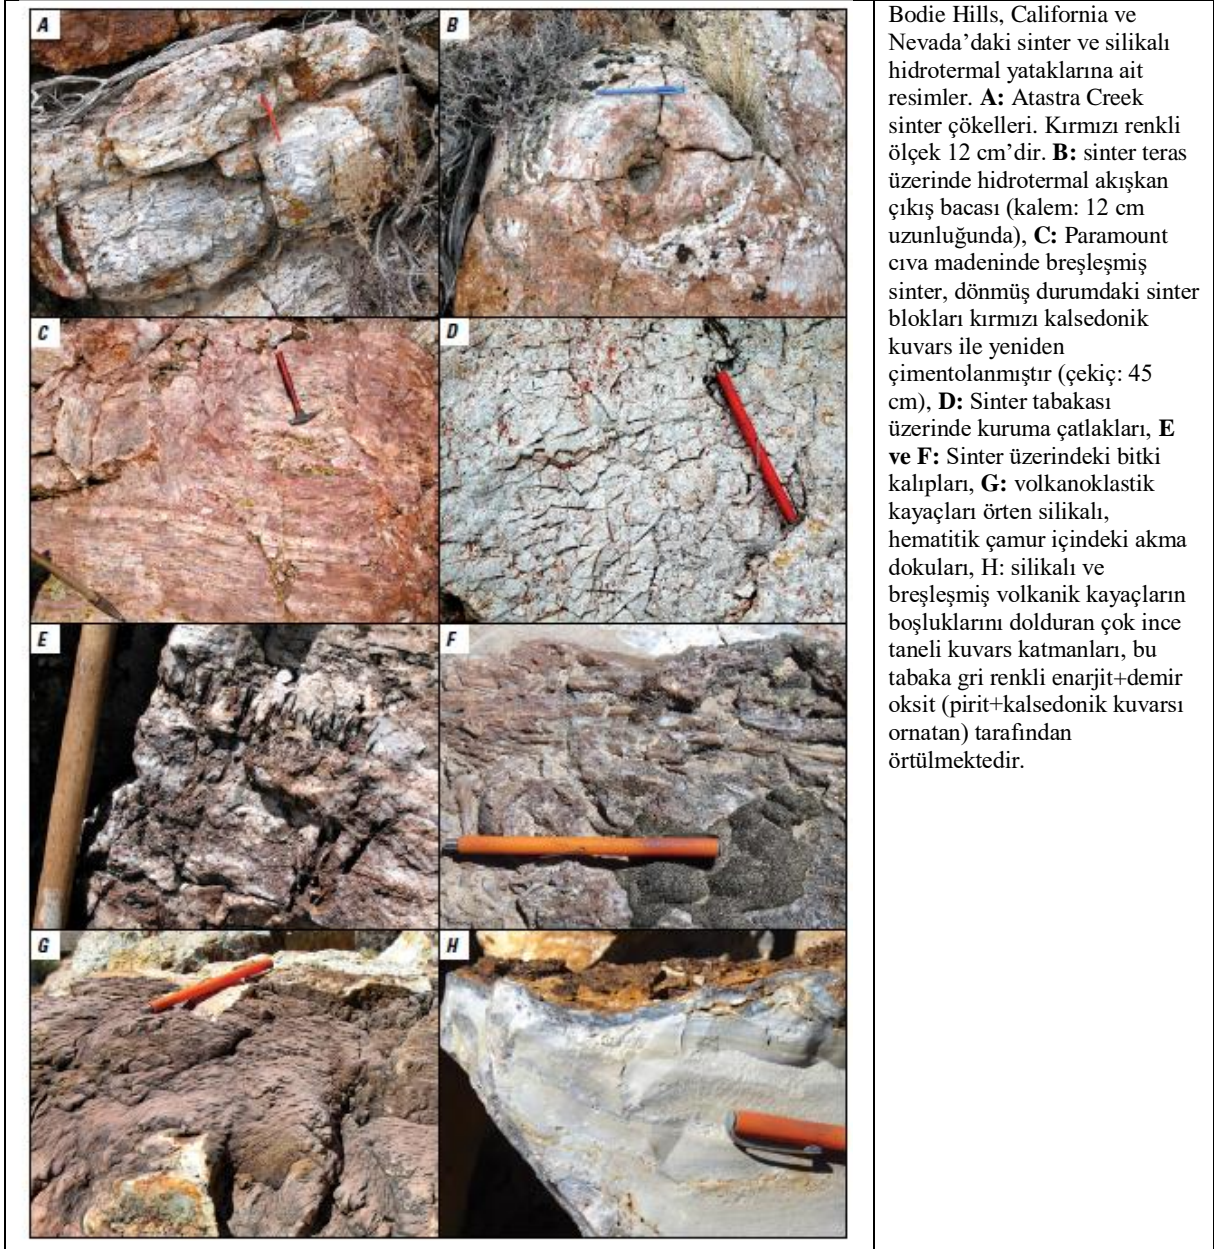 A
B
C
D
E
F
G
H
Bodie Hills, California ve
Nevada’daki sinter ve silikalı
hidrotermal yataklarına ait
resimler. A: Atastra Creek
sinter çökelleri. Kırmızı renkli
ölçek 12 cm’dir. B: sinter teras
üzerinde hidrotermal akışkan
çıkış bacası (kalem: 12 cm
uzunluğunda), C: Paramount
cıva madeninde breşleşmiş
sinter, dönmüş durumdaki sinter
blokları kırmızı kalsedonik
kuvars ile yeniden
çimentolanmıştır (çekiç: 45
cm), D: Sinter tabakası
üzerinde kuruma çatlakları, E
ve F: Sinter üzerindeki bitki
kalıpları, G: volkanoklastik
kayaçları örten silikalı,
hematitik çamur içindeki akma
dokuları, H: silikalı ve
breşleşmiş volkanik kayaçların
boşluklarını dolduran çok ince
taneli kuvars katmanları, bu
tabaka gri renkli enarjit+demir
oksit (pirit+kalsedonik kuvarsı
ornatan) tarafından
örtülmektedir.